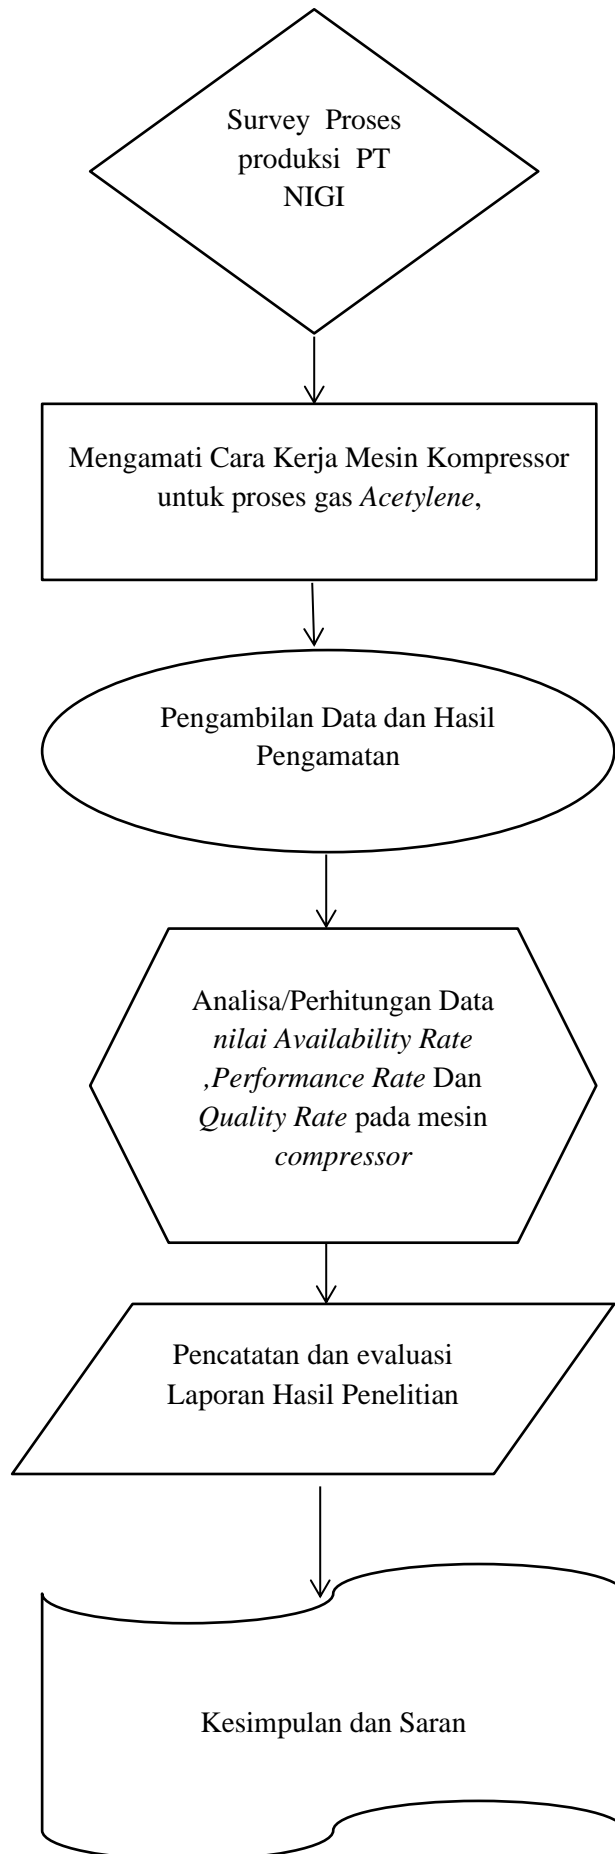 Survey Proses
produksi PT
NIGI
Mengamati Cara Kerja Mesin Kompressor
untuk proses gas Acetylene,
Pengambilan Data dan Hasil
Pengamatan
Analisa/Perhitungan Data
nilai Availability Rate
,Performance Rate Dan
Quality Rate pada mesin
compressor
Pencatatan dan evaluasi
Laporan Hasil Penelitian
Kesimpulan dan Saran